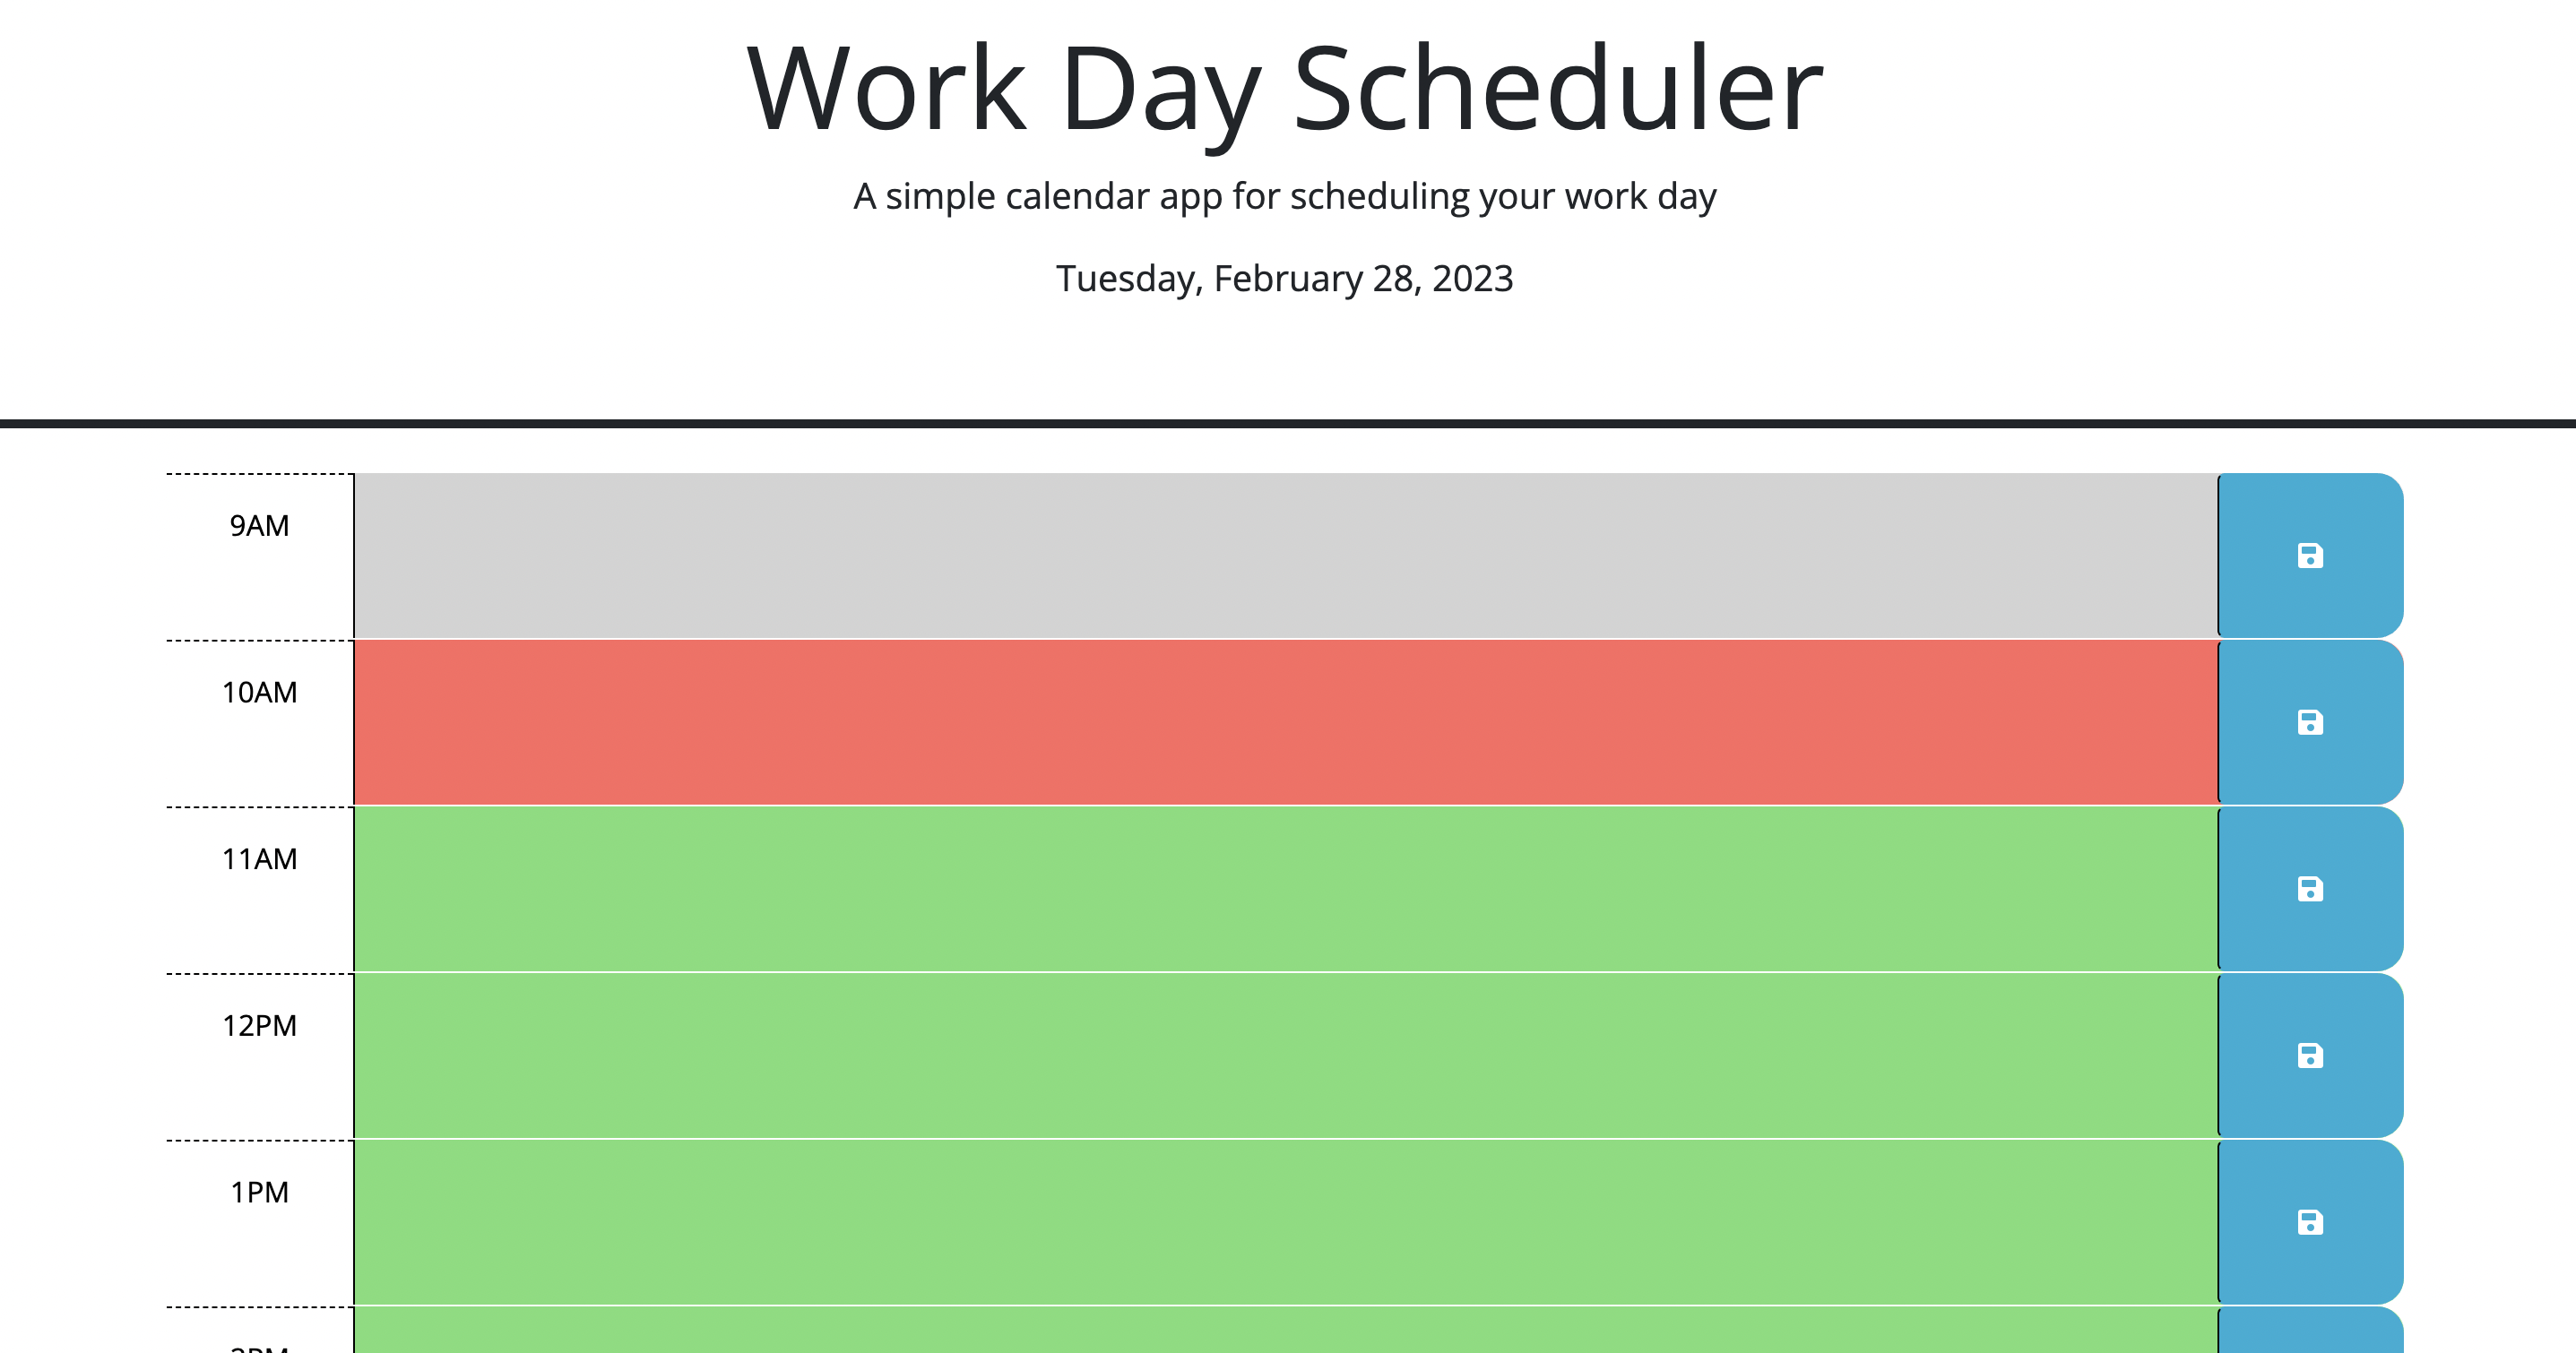 Work Day Scheduler
A simple calendar app for scheduling your work day
Tuesday, February 28, 2023
9AM
10AM
11AM
12PM
1PM